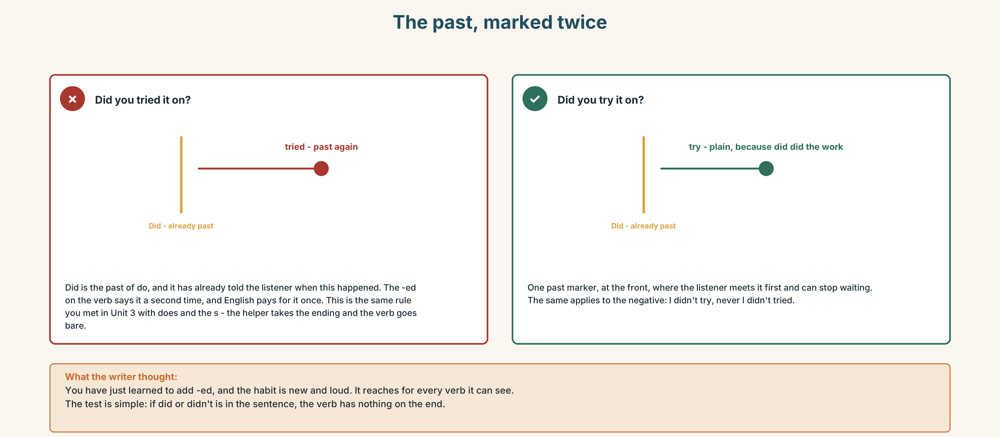 The past, marked twice
Did you tried it on?
tried - past again
Did - already past
Did is the past of do, and it has already told the listener when this happened. The -ed
on the verb says it a second time, and English pays for it once. This is the same rule
you met in Unit 3 with does and the s - the helper takes the ending and the verb goes
bare.
Did you try it on?
try - plain, because did did the work
Did - already past
One past marker, at the front, where the listener meets it first and can stop waiting.
The same applies to the negative: I didn't try, never I didn't tried.
What the writer thought:
You have just learned to add -ed, and the habit is new and loud. It reaches for every verb it can see.
The test is simple: if did or didn't is in the sentence, the verb has nothing on the end.